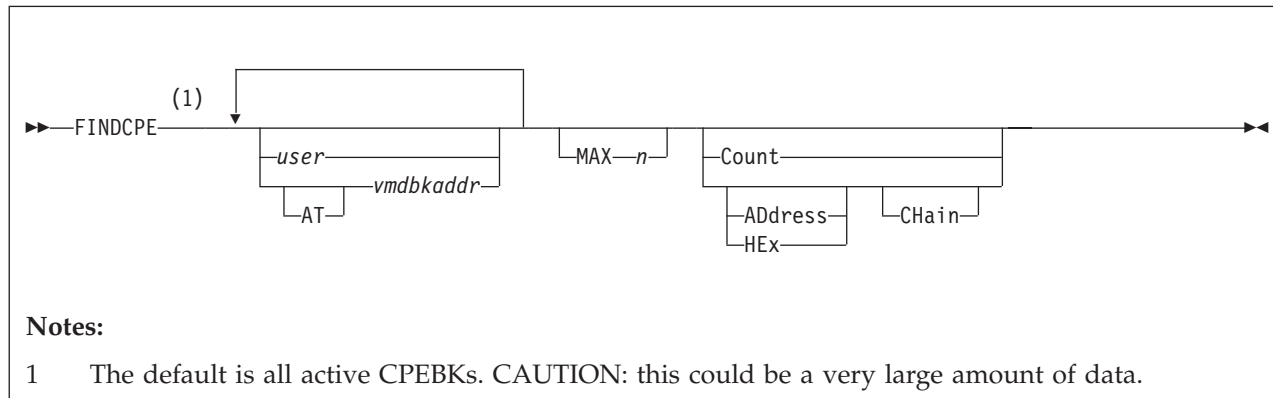 (1)
FINDCPE
user
AT vmdbkaddr
MAX n
Count
ADdress
HEx
CHain
Notes:
1 The default is all active CPEBKs. CAUTION: this could be a very large amount of data.